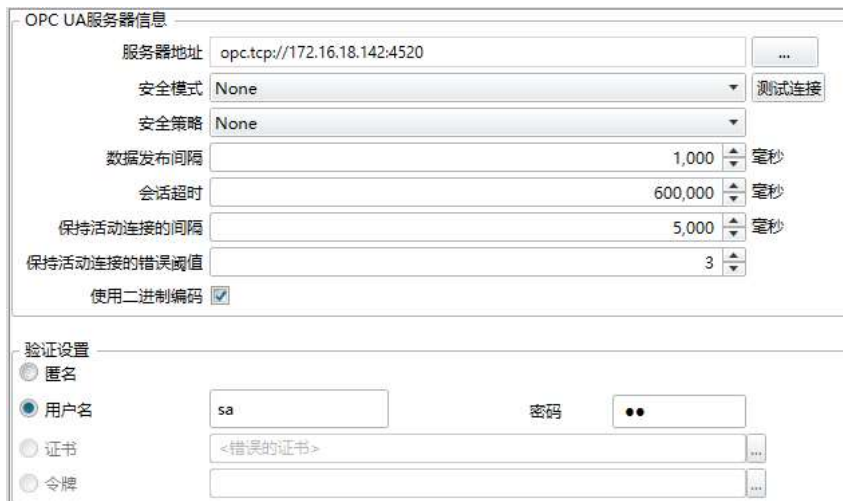 OPC UA服务器信息
服务器地址 opc.tcp://172.16.18.142:4520 ...
安全模式 None 测试连接
安全策略 None
数据发布间隔 1,000 毫秒
会话超时 600,000 毫秒
保持活动连接的间隔 5,000 毫秒
保持活动连接的错误阈值 3
使用二进制编码
验证设置
匿名
用户名 sa 密码 ●●
证书 <错误的证书> ...
令牌 ...